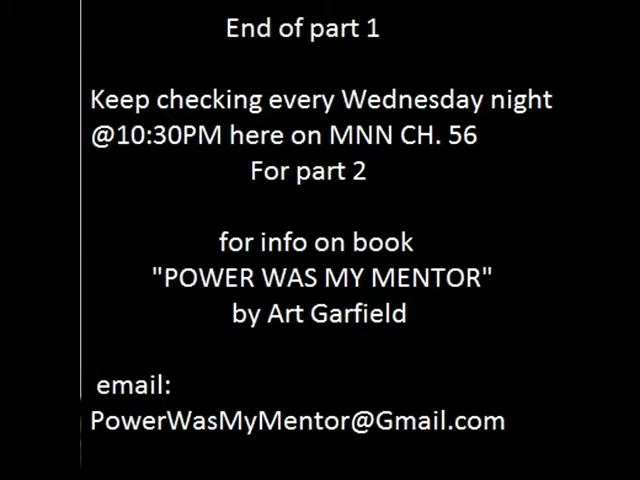 End of part 1
Keep checking every Wednesday night
@10:30PM here on MNN CH. 56
For part 2
for info on book
"POWER WAS MY MENTOR"
by Art Garfield
email:
PowerWasMyMentor@Gmail.com